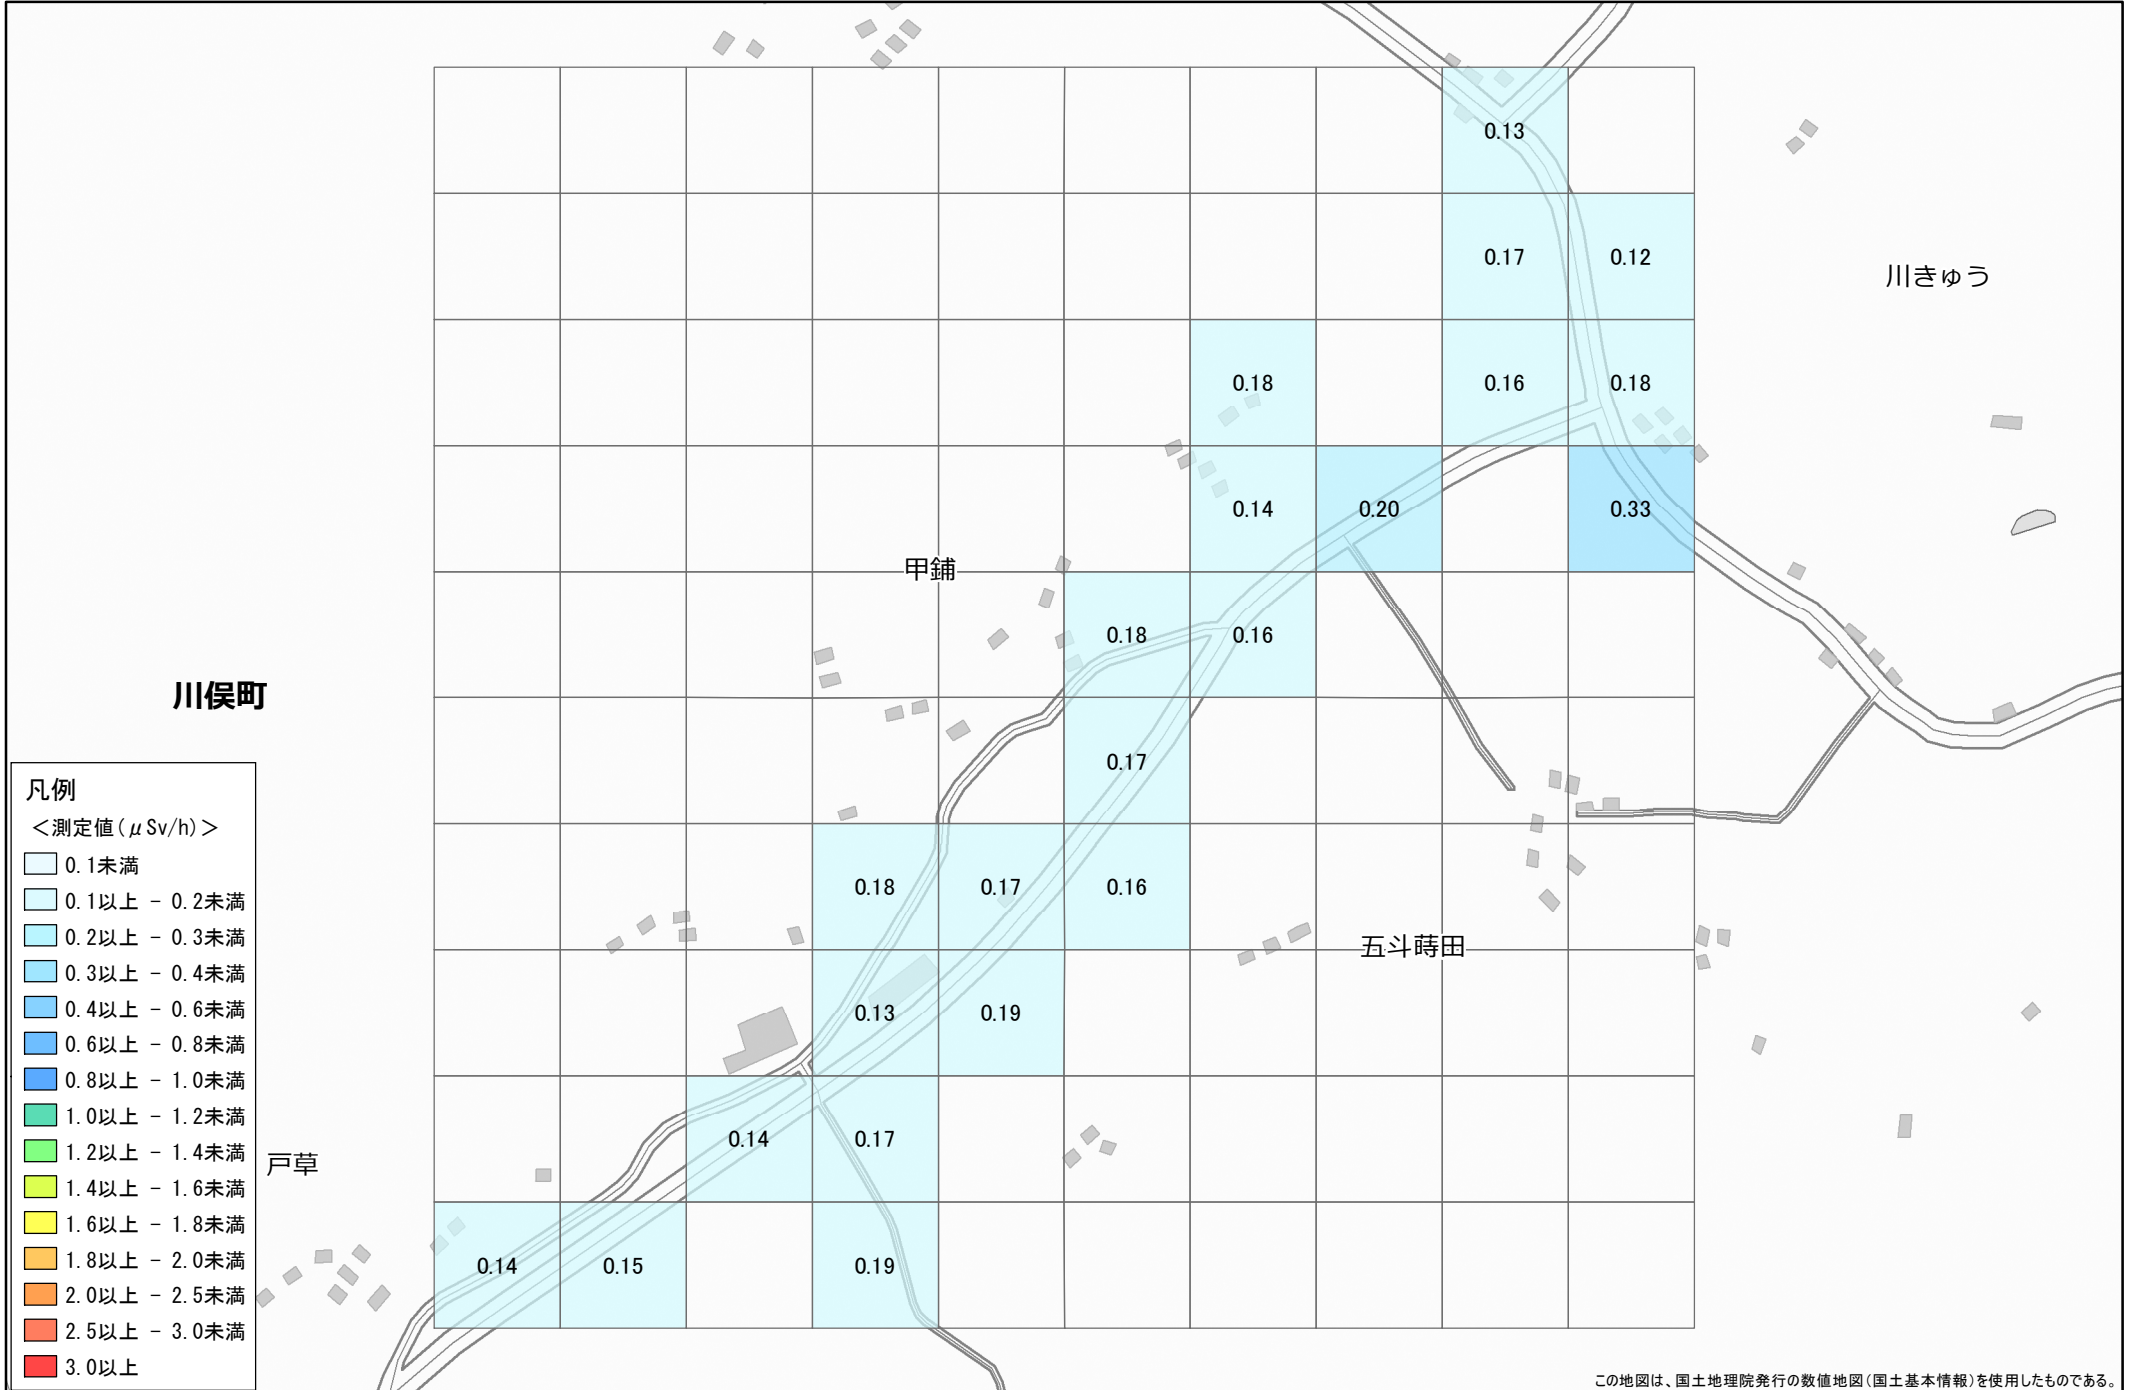 0.13
0.17 0.12
川きゅう
0.18 0.16 0.18
0.14 0.20 0.33
甲鋪
0.18 0.16
川俣町
0.17
0.18 0.17 0.16
五斗蒔田
0.13 0.19
0.14 0.17
戸草
0.14 0.15 0.19
凡例
＜測定値（μSv/h）＞
0.1未満
0.1以上 － 0.2未満
0.2以上 － 0.3未満
0.3以上 － 0.4未満
0.4以上 － 0.6未満
0.6以上 － 0.8未満
0.8以上 － 1.0未満
1.0以上 － 1.2未満
1.2以上 － 1.4未満
1.4以上 － 1.6未満
1.6以上 － 1.8未満
1.8以上 － 2.0未満
2.0以上 － 2.5未満
2.5以上 － 3.0未満
3.0以上
この地図は、国土地理院発行の数値地図（国土基本情報）を使用したものである。